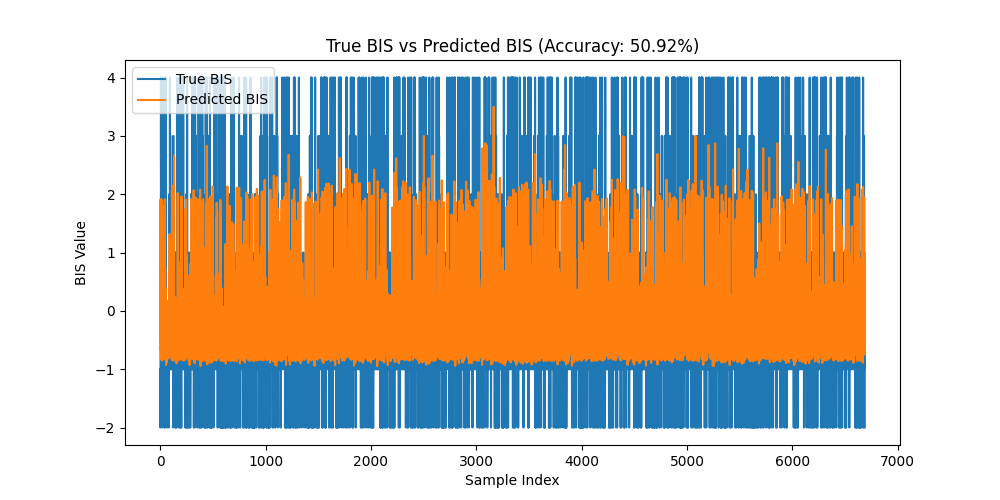 True BIS vs Predicted BIS (Accuracy: 50.92%)
True BIS
Predicted BIS
4
3
2
1
0
−1
−2
BIS Value
0 1000 2000 3000 4000 5000 6000 7000
Sample Index